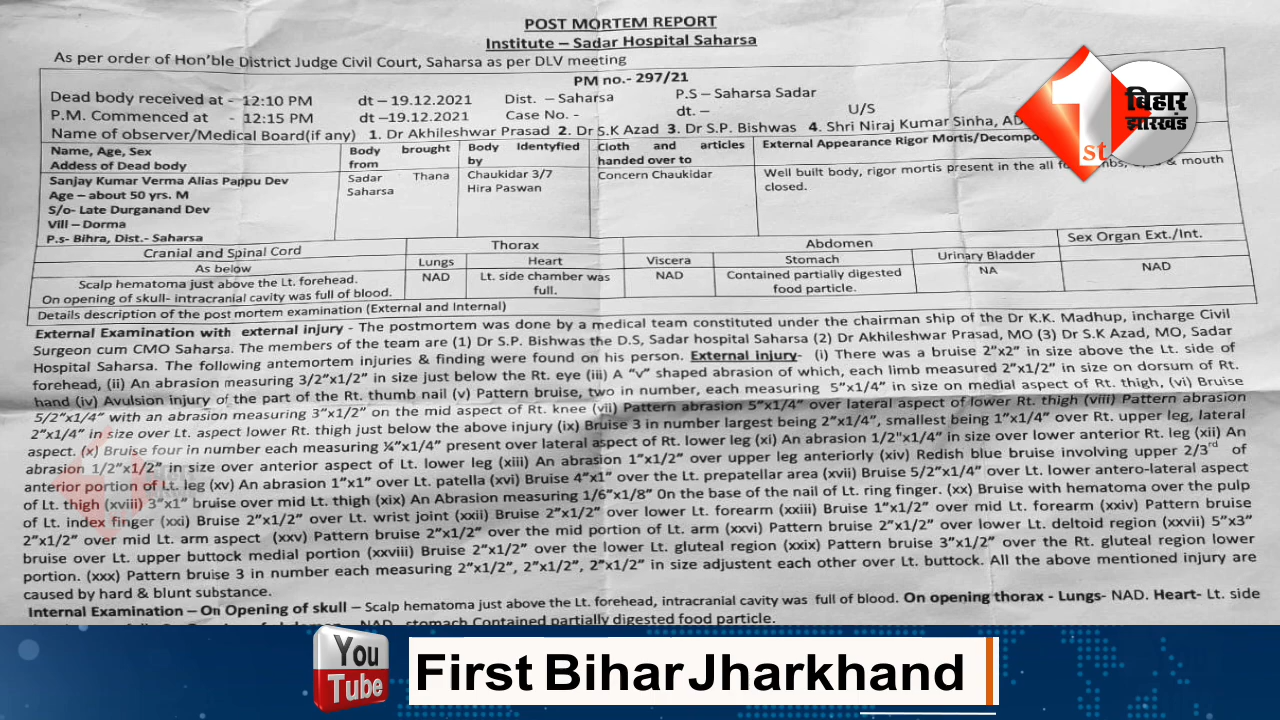 POST MORTEM REPORT
Institute – Sadar Hospital Saharsa
As per order of Hon'ble District Judge Civil Court, Saharsa as per DLV meeting
PM no.- 297/21
Dead body received at - 12:10 PM dt – 19.12.2021 Dist. – Saharsa P.S – Saharsa Sadar
P.M. Commenced at - 12:15 PM dt –19.12.2021 Case No. - dt. – U/S
Name of observer/Medical Board(if any) 1. Dr Akhileshwar Prasad 2. Dr S.K Azad 3. Dr S.P. Bishwas 4. Shri Niraj Kumar Sinha,
Name, Age, Sex
Addess of Dead body
Body brought from
Body Identyfied by
Cloth and articles handed over to
External Appearance Rigor Mortis/Decompo
Sanjay Kumar Verma Alias Pappu Dev
Age – about 50 yrs. M
S/o- Late Durganand Dev
Vill – Dorma
P.s- Bihra, Dist.- Saharsa
Sadar Thana
Saharsa
Chaukidar 3/7
Hira Paswan
Concern Chaukidar
Well built body, rigor mortis present in the all & mouth
closed.
Cranial and Spinal Cord Thorax Abdomen Sex Organ Ext./Int.
As below Lungs Heart Viscera Stomach Urinary Bladder
Scalp hematoma just above the Lt. forehead.
On opening of skull- intracranial cavity was full of blood.
NAD
Lt. side chamber was
full.
NAD
Contained partially digested
food particle.
NA
NAD
Details description of the post mortem examination (External and Internal)
External Examination with external injury - The postmortem was done by a medical team constituted under the chairman ship of the Dr K.K. Madhup, incharge Civil
Surgeon cum CMO Saharsa. The members of the team are (1) Dr S.P. Bishwas the D.S, Sadar hospital Saharsa (2) Dr Akhileshwar Prasad, MO (3) Dr S.K Azad, MO, Sadar
Hospital Saharsa. The following antemortem injuries & finding were found on his person. External injury- (i) There was a bruise 2"x2" in size above the Lt. side of
forehead, (ii) An abrasion measuring 3/2"x1/2" in size just below the Rt. eye (iii) A "v" shaped abrasion of which, each limb measured 2"x1/2" in size on dorsum of Rt.
hand (iv) Avulsion injury of the part of the Rt. thumb nail (v) Pattern bruise, two in number, each measuring 5"x1/4" in size on medial aspect of Rt. thigh, (vi) Bruise
5/2"x1/4" with an abrasion measuring 3"x1/2" on the mid aspect of Rt. knee (vii) Pattern abrasion 5"x1/4" over lateral aspect of lower Rt. thigh (viii) Pattern abrasion
2"x1/4" in size over Lt. aspect lower Rt. thigh just below the above injury (ix) Bruise 3 in number largest being 2"x1/4", smallest being 1"x1/4" over Rt. upper leg, lateral
aspect. (x) Bruise four in number each measuring ¼"x1/4" present over lateral aspect of Rt. lower leg (xi) An abrasion 1/2"1/4" in size over lower anterior Rt. leg (xii) An
abrasion 1/2"x1/2" in size over anterior aspect of Lt. lower leg (xiii) An abrasion 1"x1/2 over upper leg anteriorly (xiv) Redish blue bruise involving upper 2/3rd of
anterior portion of Lt. leg (xv) An abrasion 1"x1" over Lt. patella (xvi) Bruise 4"x1" over the Lt. prepatellar area (xvii) Bruise 5/2"x1/4" over Lt. lower antero-lateral aspect
of Lt. thigh (xviii) 3"x1" bruise over mid Lt. thigh (xix) An Abrasion measuring 1/6"x1/8" On the base of the nail of Lt. ring finger. (xx) Bruise with hematoma over the pulp
of Lt. index finger (xxi) Bruise 2"x1/2" over Lt. wrist joint (xxii) Bruise 2"x1/2" over lower Lt. forearm (xxiii) Bruise 1"x1/2" over mid Lt. forearm (xxiv) Pattern bruise
2"x1/2" over mid Lt. arm aspect (xxv) Pattern bruise 2"x1/2" over the mid portion of Lt. arm (xxvi) Pattern bruise 2"x1/2" over lower Lt. deltoid region (xxvii) 5"x3"
bruise over Lt. upper buttock medial portion (xxviii) Bruise 2"x1/2" over the lower Lt. gluteal region (xxix) Pattern bruise 3"x1/2" over the Rt. gluteal region lower
portion. (xxx) Pattern bruise 3 in number each measuring 2"x1/2", 2"x1/2", 2"x1/2" in size adjustent each other over Lt. buttock. All the above mentioned injury are
caused by hard & blunt substance.
Internal Examination – On Opening of skull – Scalp hematoma just above the Lt. forehead, intracranial cavity was full of blood. On opening thorax - Lungs- NAD. Heart- Lt. side
NAD, stomach Contained partially digested food particle.
1st
बिहार
झारखंड
You
Tube
First Bihar Jharkhand